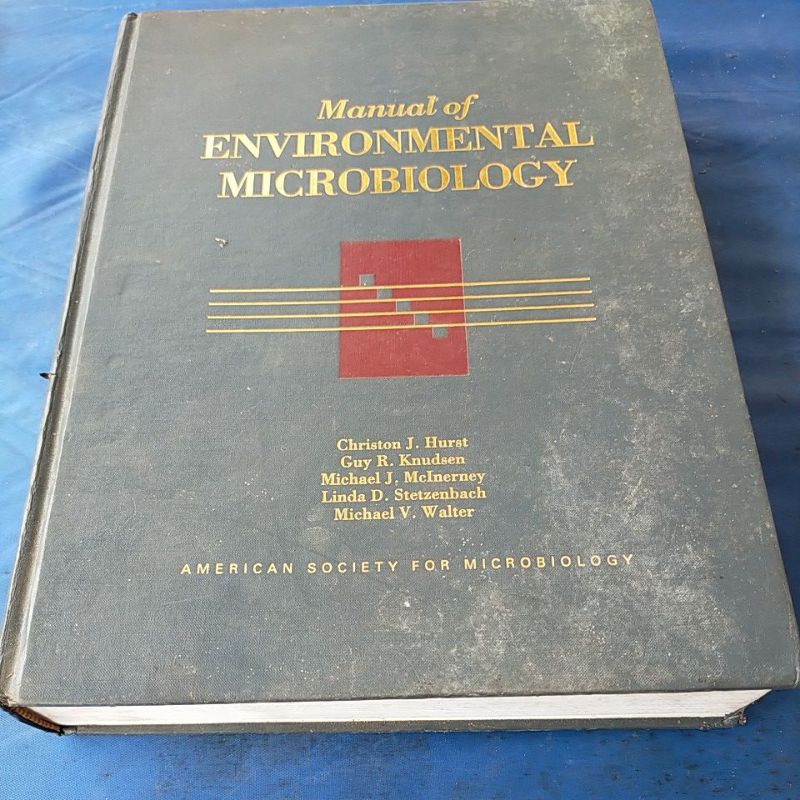 Manual of
ENVIRONMENTAL
MICROBIOLOGY
Christon J. Hurst
Guy R. Knudsen
Michael J. McInerney
Linda D. Stetzenbach
Michael V. Walter
AMERICAN SOCIETY FOR MICROBIOLOGY